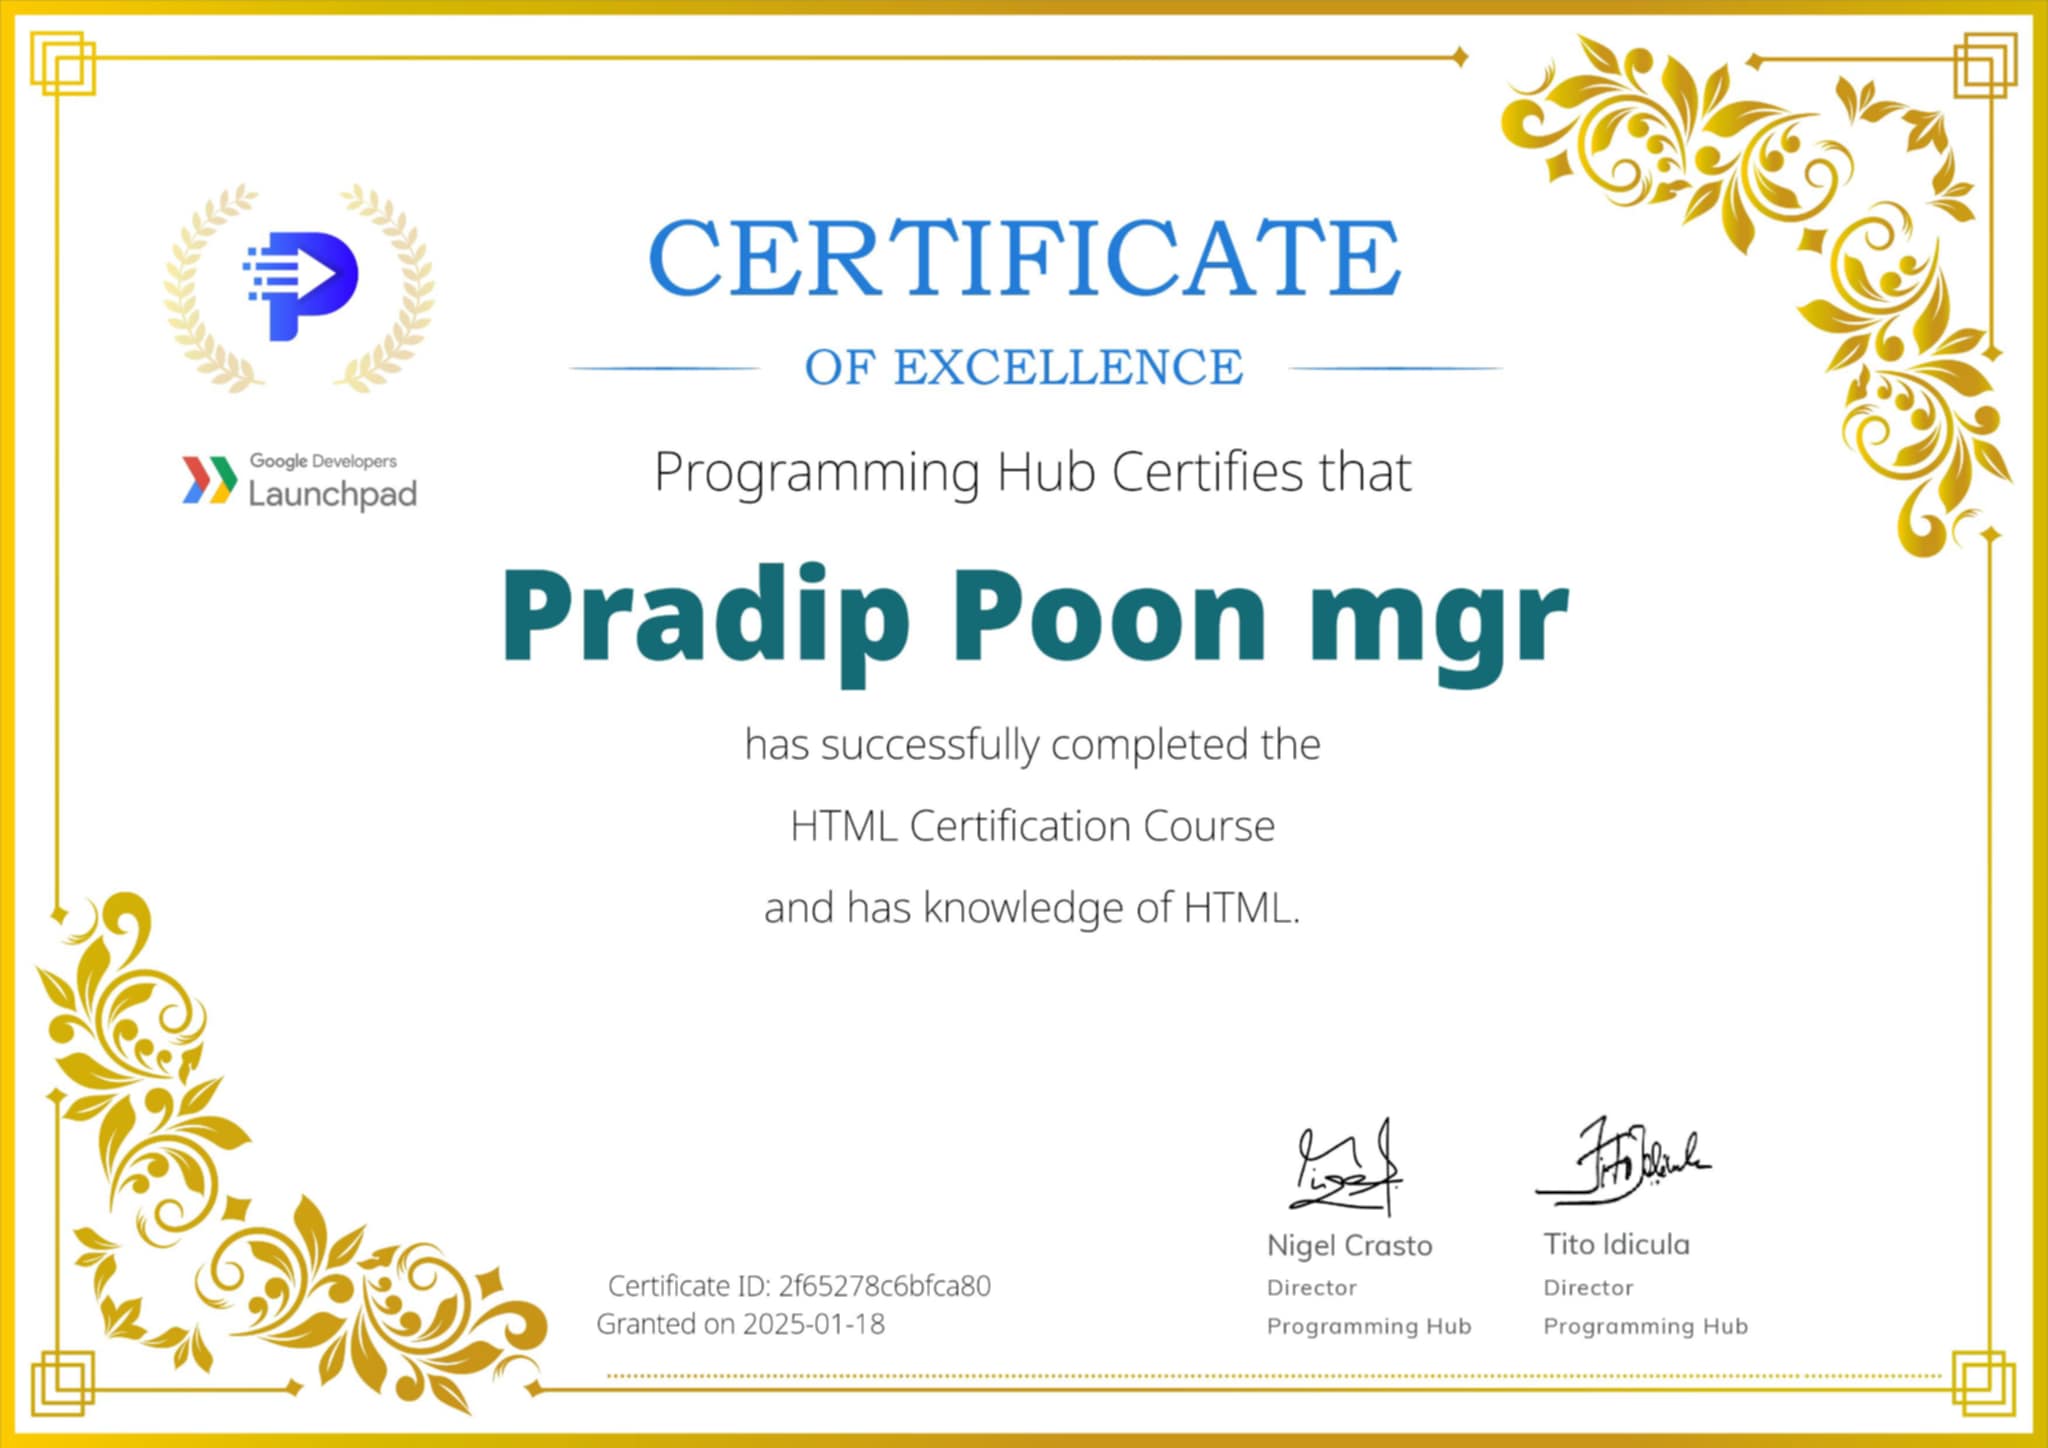 CERTIFICATE
OF EXCELLENCE
Google Developers
Launchpad
Programming Hub Certifies that
Pradip Poon mgr
has successfully completed the
HTML Certification Course
and has knowledge of HTML.
Nigel Crasto
Director
Programming Hub
Tito Idicula
Director
Programming Hub
Certificate ID: 2f65278c6bfca80
Granted on 2025-01-18